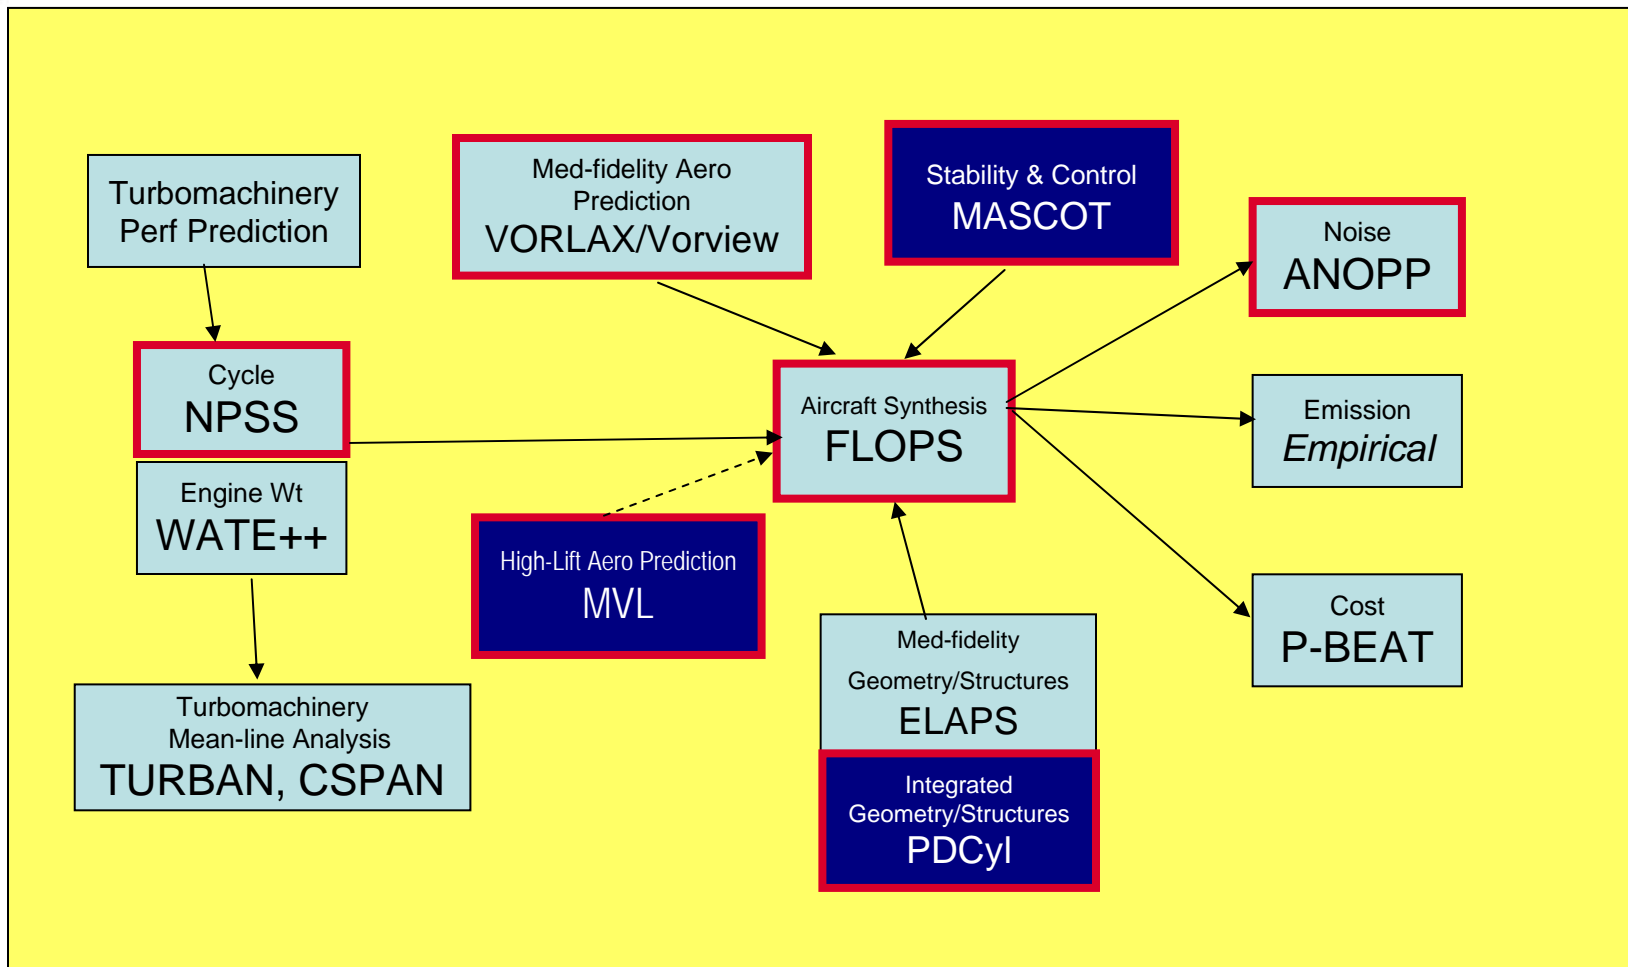 Turbomachinery
Perf Prediction
Med-fidelity Aero
Prediction
VORLAX/Vorview
Stability & Control
MASCOT
Noise
ANOPP
Cycle
NPSS
Aircraft Synthesis
FLOPS
Emission
Empirical
Engine Wt
WATE++
High-Lift Aero Prediction
MVL
Med-fidelity
Geometry/Structures
ELAPS
Cost
P-BEAT
Turbomachinery
Mean-line Analysis
TURBAN, CSPAN
Integrated
Geometry/Structures
PDCyl